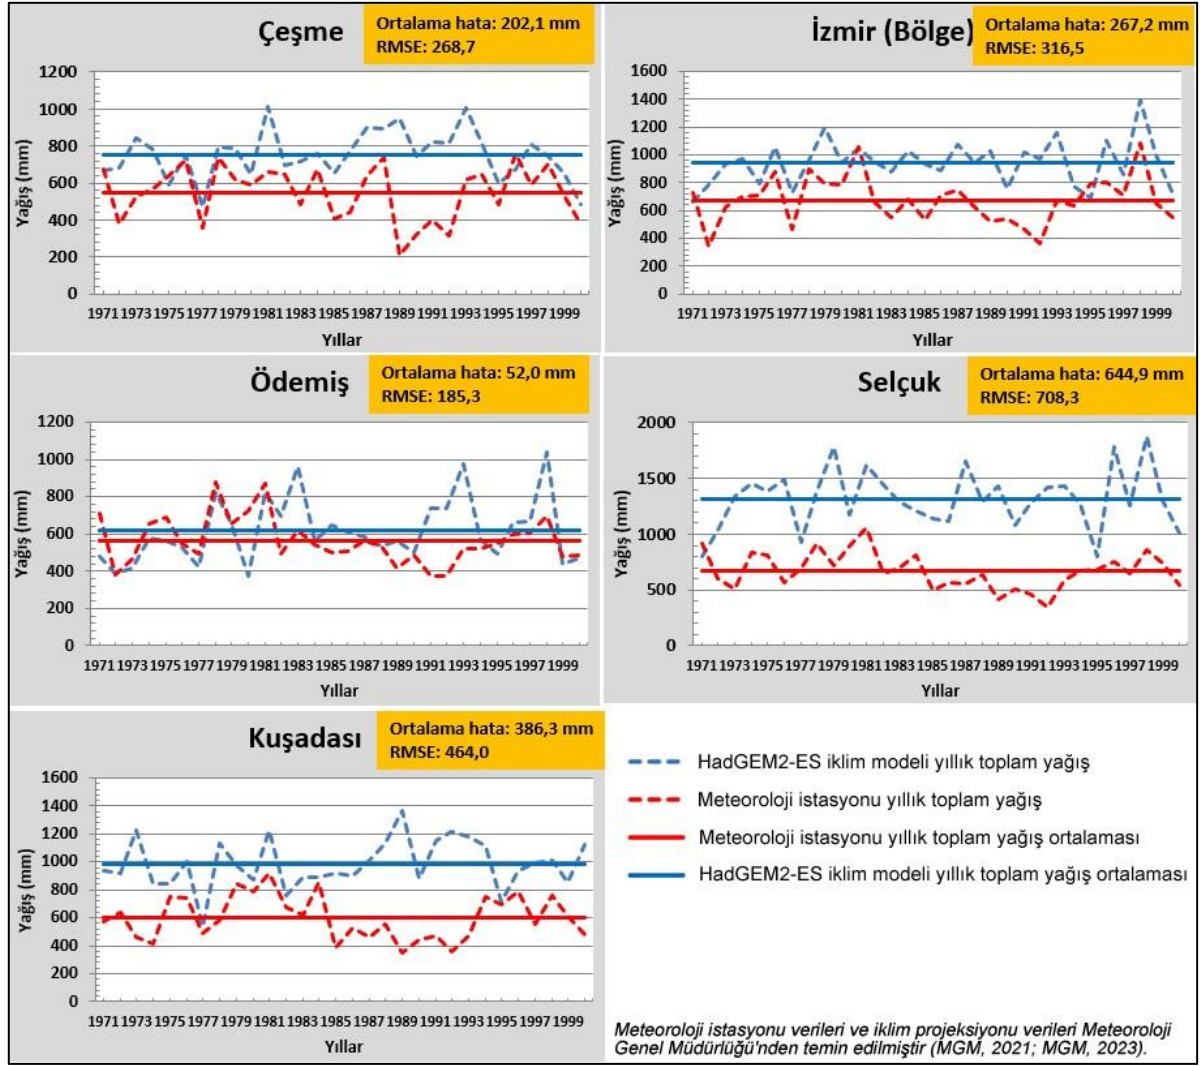 Çeşme
Ortalama hata: 202,1 mm
RMSE: 268,7
Yağış (mm)
1200
1000
800
600
400
200
0
1971 1973 1975 1977 1979 1981 1983 1985 1987 1989 1991 1993 1995 1997 1999
Yıllar
İzmir (Bölge)
Ortalama hata: 267,2 mm
RMSE: 316,5
Yağış (mm)
1600
1400
1200
1000
800
600
400
200
0
1971 1973 1975 1977 1979 1981 1983 1985 1987 1989 1991 1993 1995 1997 1999
Yıllar
Ödemiş
Ortalama hata: 52,0 mm
RMSE: 185,3
Yağış (mm)
1200
1000
800
600
400
200
0
1971 1973 1975 1977 1979 1981 1983 1985 1987 1989 1991 1993 1995 1997 1999
Yıllar
Selçuk
Ortalama hata: 644,9 mm
RMSE: 708,3
Yağış (mm)
2000
1500
1000
500
0
1971 1973 1975 1977 1979 1981 1983 1985 1987 1989 1991 1993 1995 1997 1999
Yıllar
Kuşadası
Ortalama hata: 386,3 mm
RMSE: 464,0
Yağış (mm)
1600
1400
1200
1000
800
600
400
200
0
1971 1973 1975 1977 1979 1981 1983 1985 1987 1989 1991 1993 1995 1997 1999
Yıllar
HadGEM2-ES iklim modeli yıllık toplam yağış
Meteoroloji istasyonu yıllık toplam yağış
Meteoroloji istasyonu yıllık toplam yağış ortalaması
HadGEM2-ES iklim modeli yıllık toplam yağış ortalaması
Meteoroloji istasyonu verileri ve iklim projeksiyonu verileri Meteoroloji
Genel Müdürlüğü'nden temin edilmiştir (MGM, 2021; MGM, 2023).